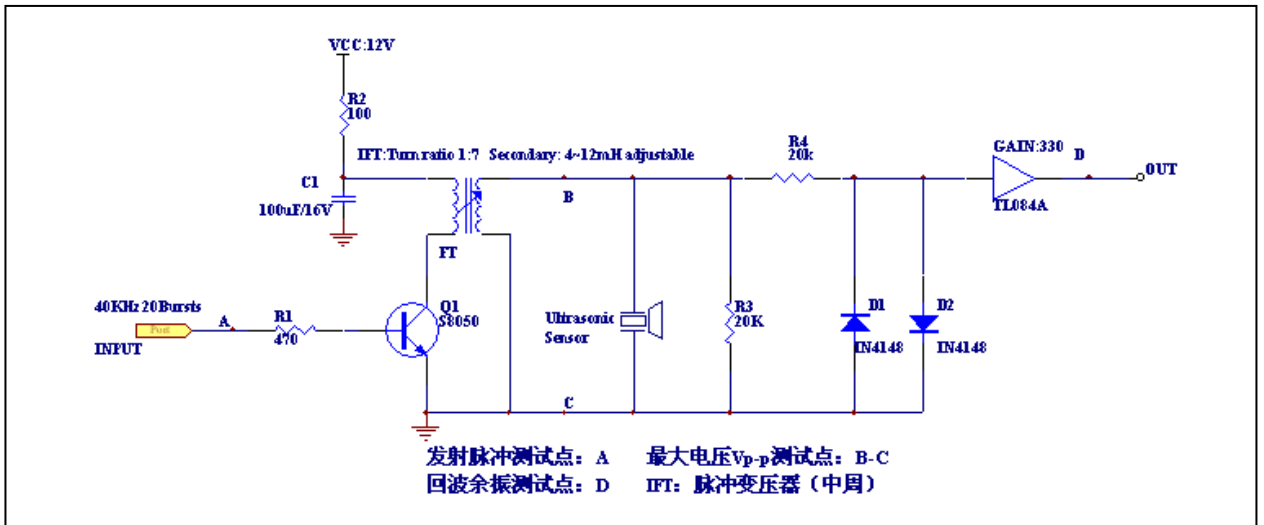 VCC:12V
R2
100
IFT:Turn ratio 1:7 Secondary: 4~12mH adjustable
R4
20k
GAIN:330
D
OUT
C1
100uF/16V
B
TL084A
FT
40KHz 20Bursts
A
R1
470
Port
INPUT
Q1
S8050
Ultrasonic
Sensor
R3
20K
D1
IN4148
D2
IN4148
C
发射脉冲测试点：A 最大电压Vp-p测试点：B-C
回波余振测试点：D IFT：脉冲变压器（中周）